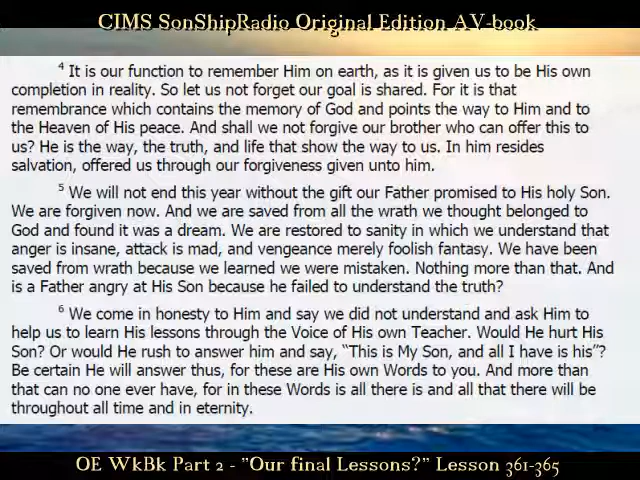 CIMS SonShipRadio Original Edition AV-book
4 It is our function to remember Him on earth, as it is given us to be His own
completion in reality. So let us not forget our goal is shared. For it is that
remembrance which contains the memory of God and points the way to Him and to
the Heaven of His peace. And shall we not forgive our brother who can offer this to
us? He is the way, the truth, and life that show the way to us. In him resides
salvation, offered us through our forgiveness given unto him.
5 We will not end this year without the gift our Father promised to His holy Son.
We are forgiven now. And we are saved from all the wrath we thought belonged to
God and found it was a dream. We are restored to sanity in which we understand that
anger is insane, attack is mad, and vengeance merely foolish fantasy. We have been
saved from wrath because we learned we were mistaken. Nothing more than that. And
is a Father angry at His Son because he failed to understand the truth?
6 We come in honesty to Him and say we did not understand and ask Him to
help us to learn His lessons through the Voice of His own Teacher. Would He hurt His
Son? Or would He rush to answer him and say, “This is My Son, and all I have is his”?
Be certain He will answer thus, for these are His own Words to you. And more than
that can no one ever have, for in these Words is all there is and all that there will be
throughout all time and in eternity.
OE WkBk Part 2 - "Our final Lessons?" Lesson 361-365